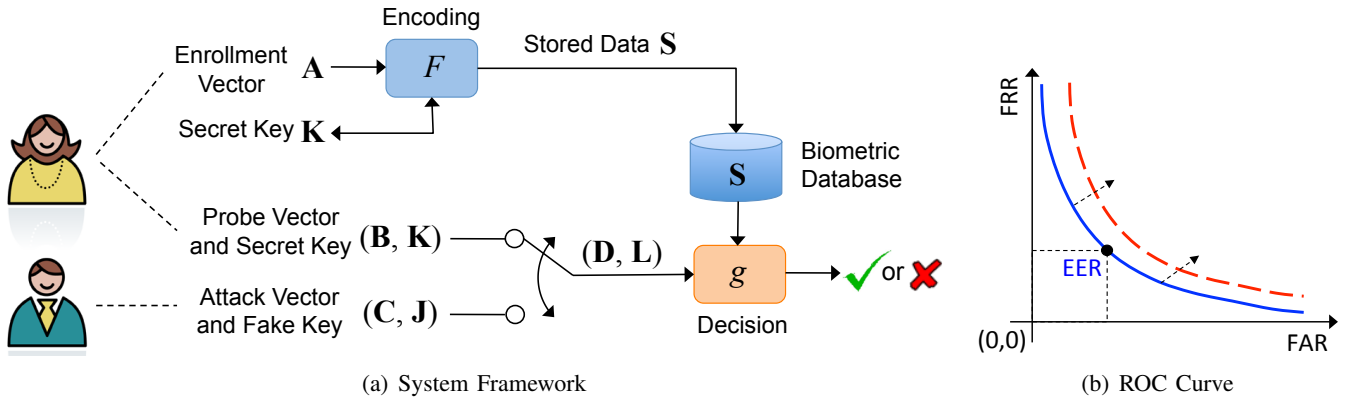 Encoding
Enrollment
Vector
A
F
Stored Data S
Secret Key K
S
Biometric
Database
Probe Vector
and Secret Key
(B, K)
(D, L)
g
or
Attack Vector
and Fake Key
(C, J)
Decision
(a) System Framework
FRR
EER
(0,0)
FAR
(b) ROC Curve